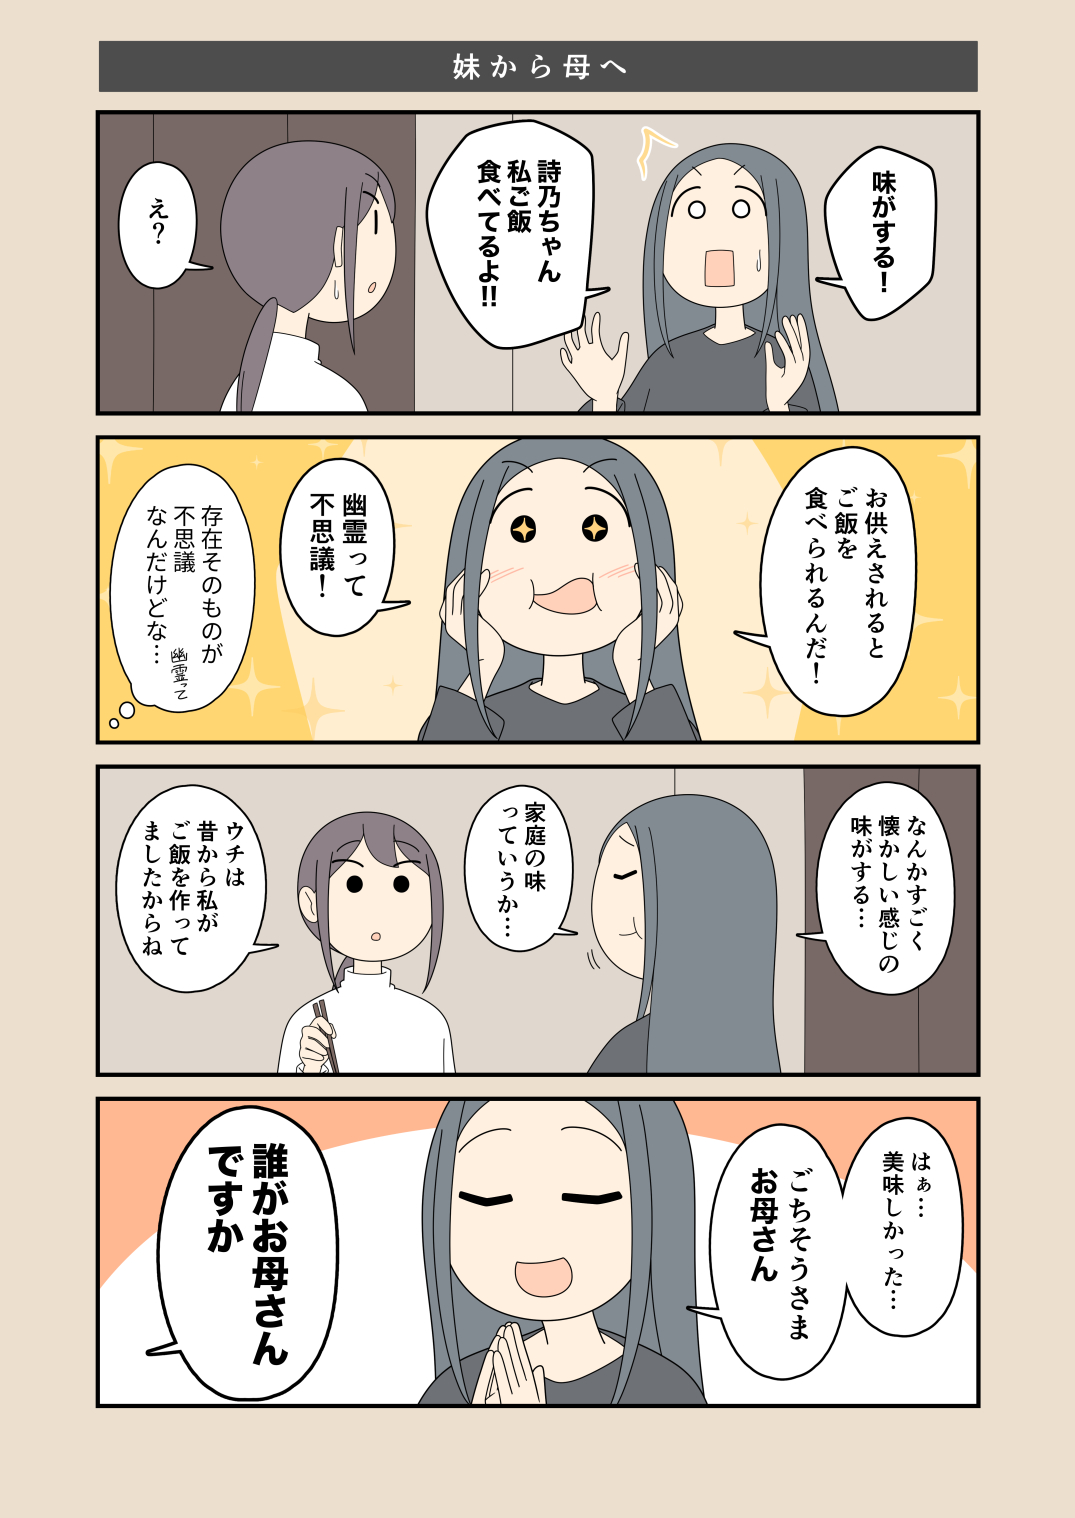 妹から母へ
味がする！
詩乃ちゃん
私ご飯
食べてるよ!!
え？
お供えされると
ご飯を
食べられるんだ！
幽霊って
不思議！
存在そのものが
不思議
なんだけどな…
幽霊って
なんかすごく
懐かしい感じの
味がする…
家庭の味
っていうか…
ウチは
昔から私が
ご飯を作って
ましたからね
はぁ…
美味しかった…
ごちそうさま
お母さん
誰がお母さん
ですか